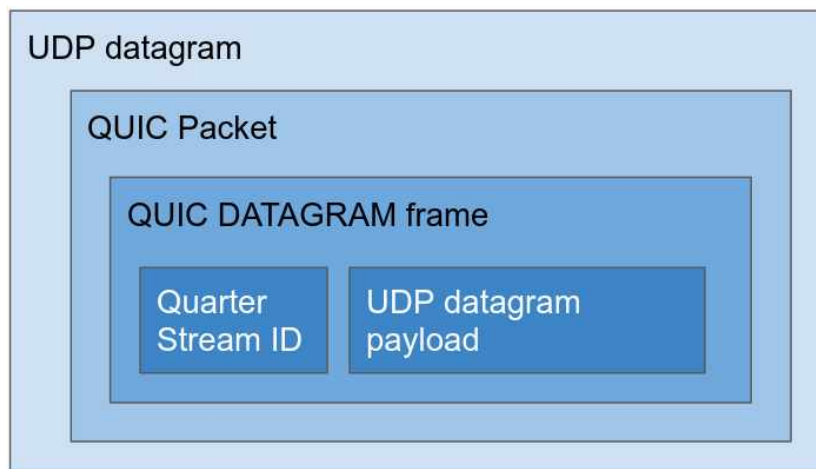 UDP datagram
QUIC Packet
QUIC DATAGRAM frame
Quarter
Stream ID
UDP datagram
payload